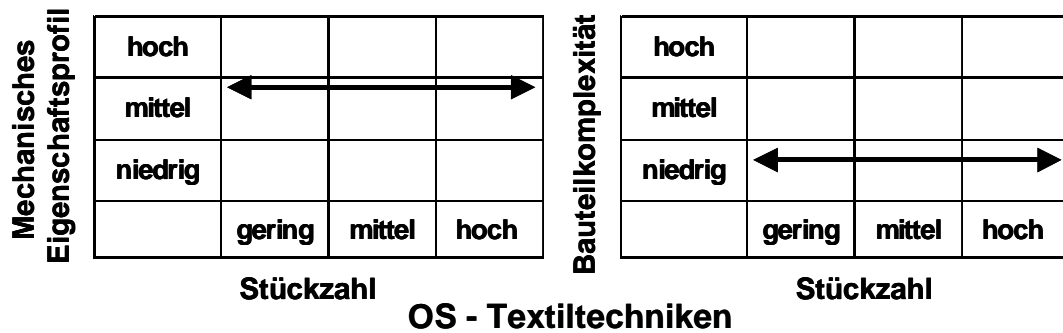 Mechanisches
Eigenschaftsprofil
hoch
mittel
niedrig
gering mittel hoch
Stückzahl
Bauteilkomplexität
hoch
mittel
niedrig
gering mittel hoch
Stückzahl
OS - Textiltechniken